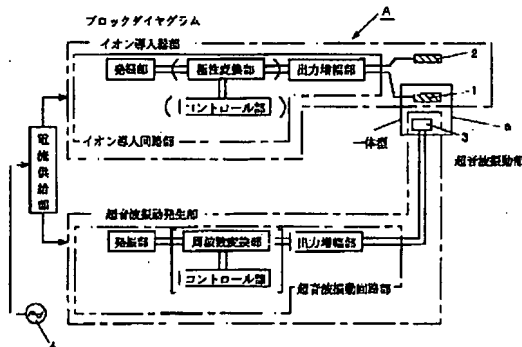 ブロックダイヤグラム
A
イオン導入器部
発振部
極性変換部
出力増幅部
コントロール部
イオン導入回路部
2
1
a
3
一体型
超音波振動部
電流供給部
超音波振動発生部
発振部
周波数変換部
出力増幅部
コントロール部
超音波振動回路部